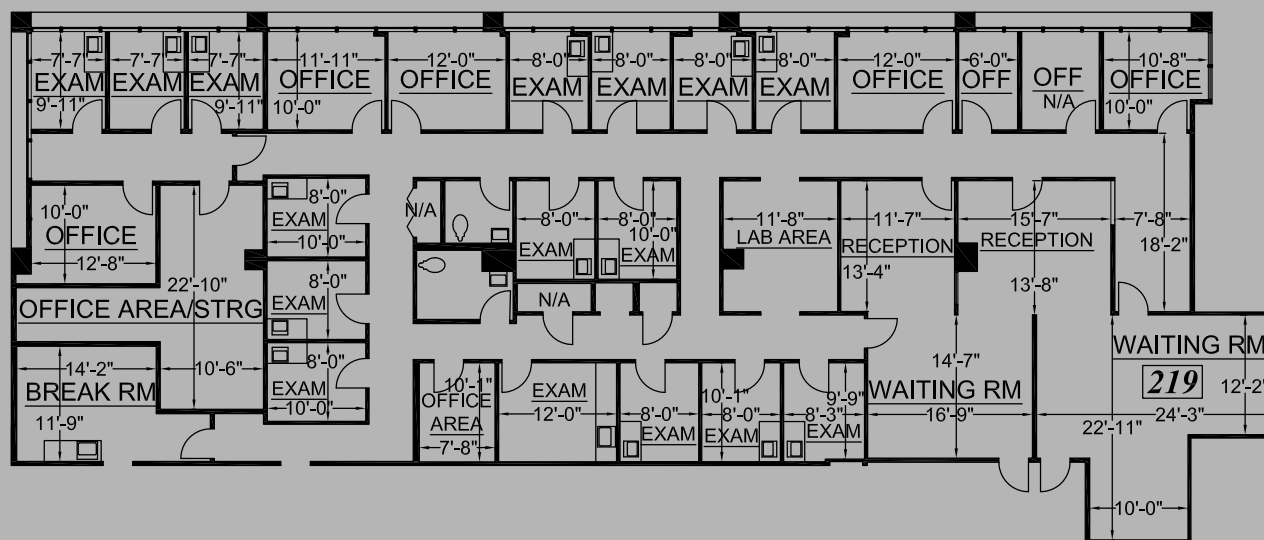 7'-7" 7'-7" 7'-7" 11'-11" 12'-0" 8'-0" 8'-0" 8'-0" 8'-0" 12'-0" 6'-0" 10'-8"
EXAM EXAM EXAM OFFICE OFFICE EXAM EXAM EXAM EXAM OFFICE OFF OFF OFFICE
9'-11" 9'-11" 10'-0" N/A 10'-0"
8'-0"
EXAM
10'-0"
N/A
8'-0"
EXAM
8'-0"
10'-0"
EXAM
11'-8"
LAB AREA
11'-7"
RECEPTION
13'-4"
15'-7"
RECEPTION
13'-8"
7'-8"
18'-2"
10'-0"
OFFICE
12'-8"
22'-10"
OFFICE AREA/STRG
8'-0"
EXAM
N/A
14'-2"
BREAK RM
11'-9"
10'-6"
8'-0"
EXAM
10'-0"
10'-1"
OFFICE
AREA
7'-8"
EXAM
12'-0"
8'-0"
EXAM
10'-1"
8'-0"
EXAM
9'-9"
8'-3"
EXAM
14'-7"
WAITING RM
16'-9"
WAITING RM
219
12'-2"
24'-3"
22'-11"
10'-0"